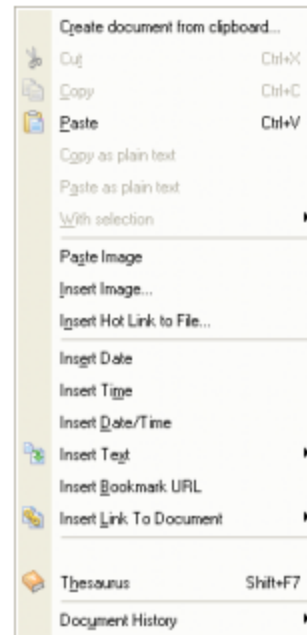 Create document from clipboard...
Cut Ctrl+X
Copy Ctrl+C
Paste Ctrl+V
Copy as plain text
Paste as plain text
With selection
Paste Image
Insert Image...
Insert Hot Link to File...
Insert Date
Insert Time
Insert Date/Time
Insert Text
Insert Bookmark URL
Insert Link To Document
Thesaurus Shift+F7
Document History